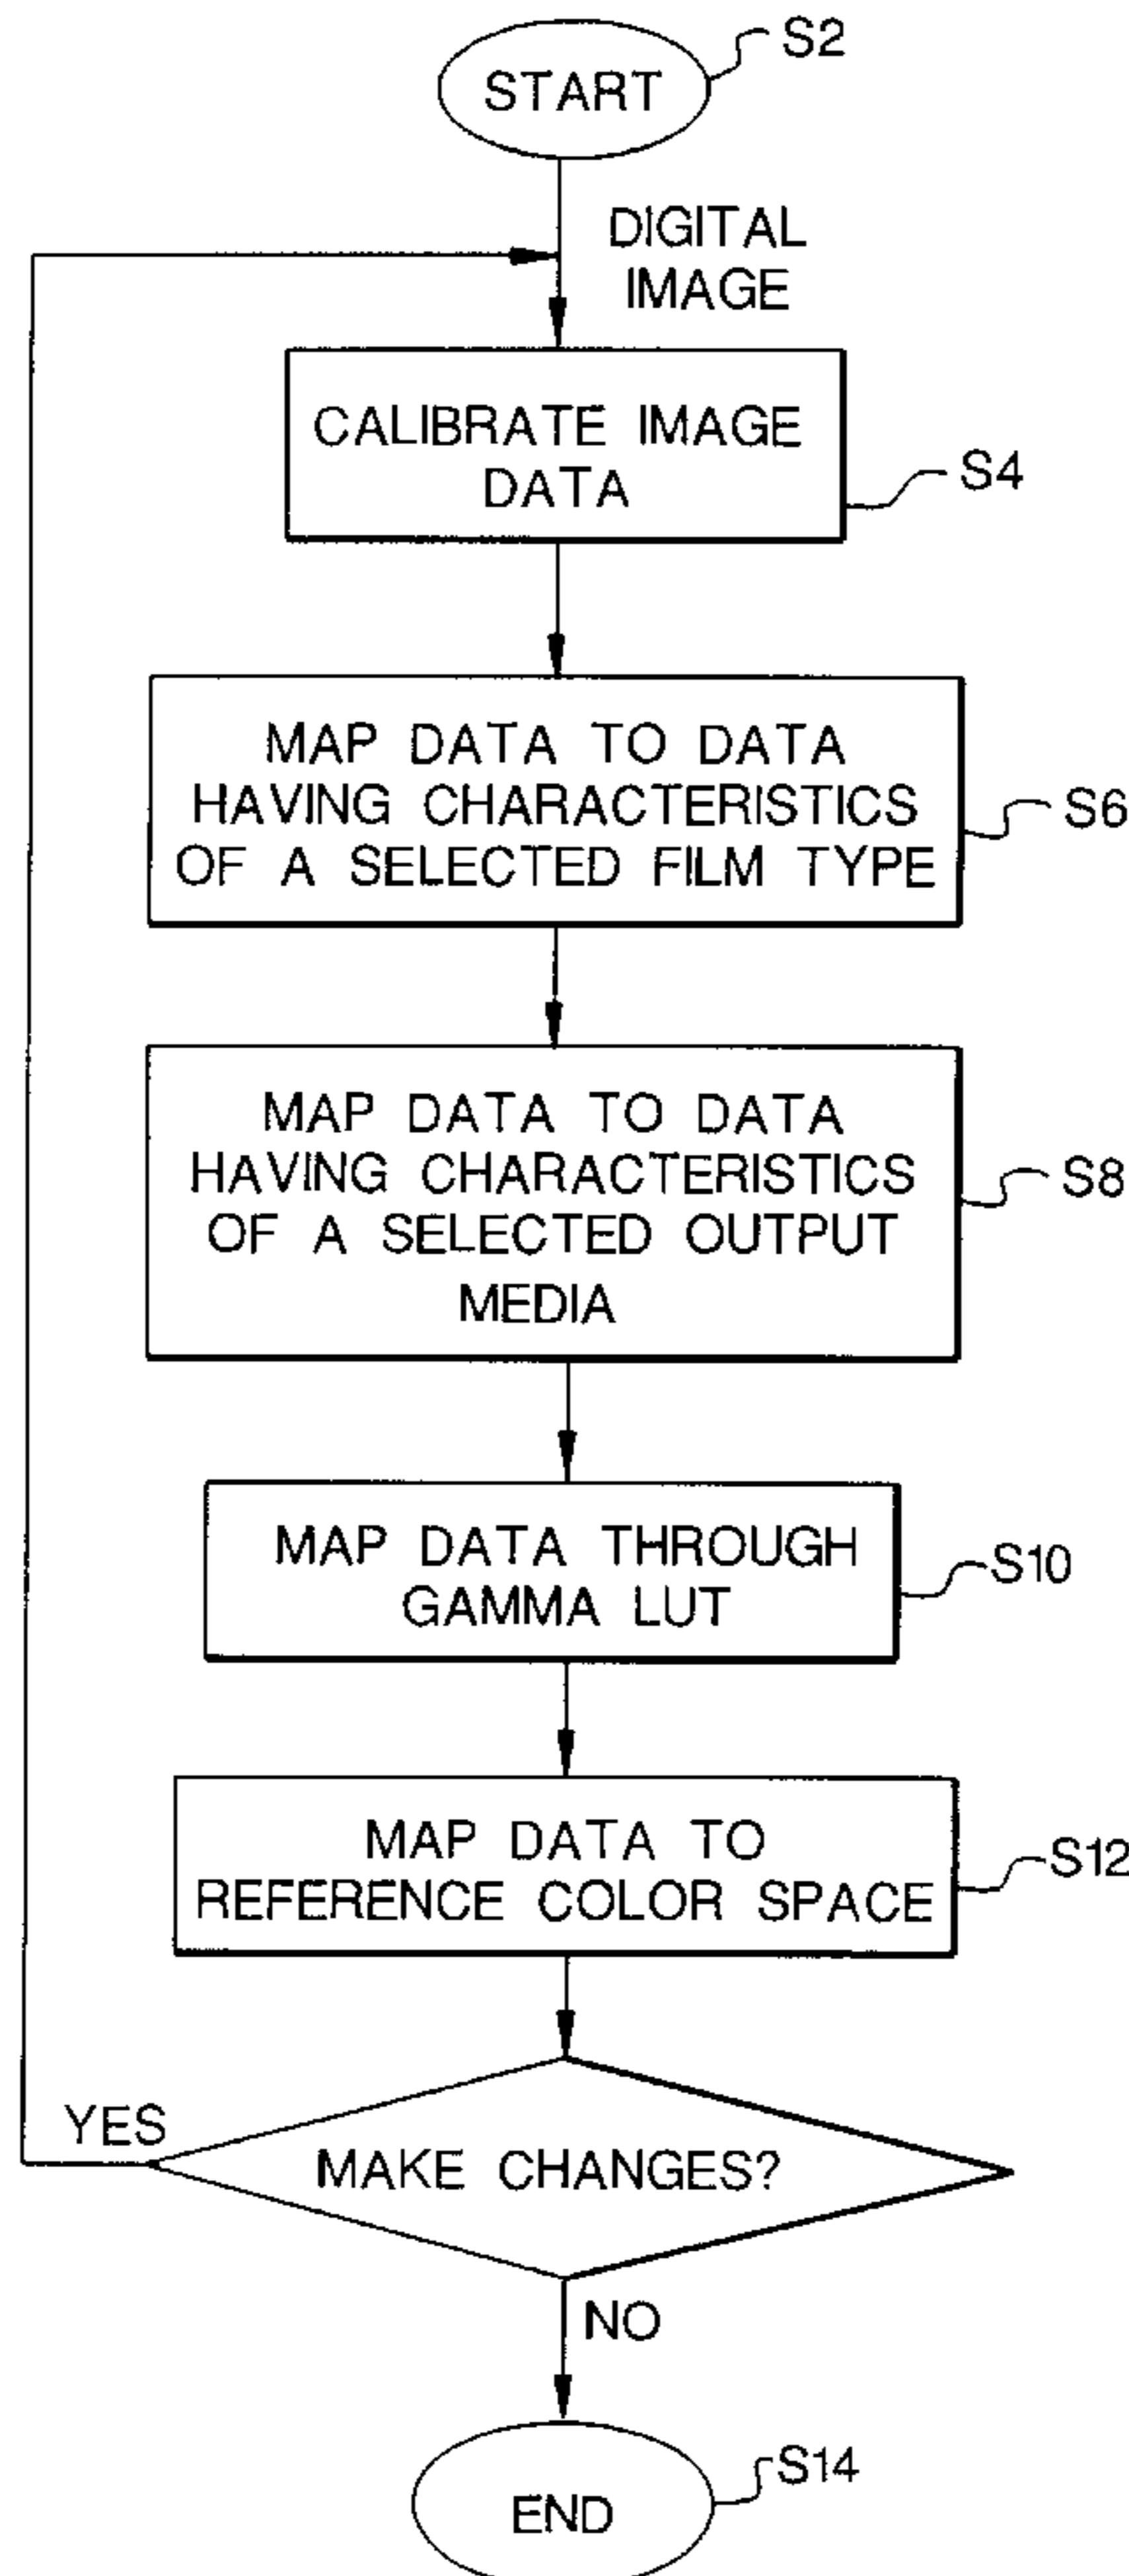 S2
START
DIGITAL
IMAGE
CALIBRATE IMAGE
DATA
S4
MAP DATA TO DATA
HAVING CHARACTERISTICS
OF A SELECTED FILM TYPE
S6
MAP DATA TO DATA
HAVING CHARACTERISTICS
OF A SELECTED OUTPUT
MEDIA
S8
MAP DATA THROUGH
GAMMA LUT
S10
MAP DATA TO
REFERENCE COLOR SPACE
S12
YES
MAKE CHANGES?
NO
S14
END